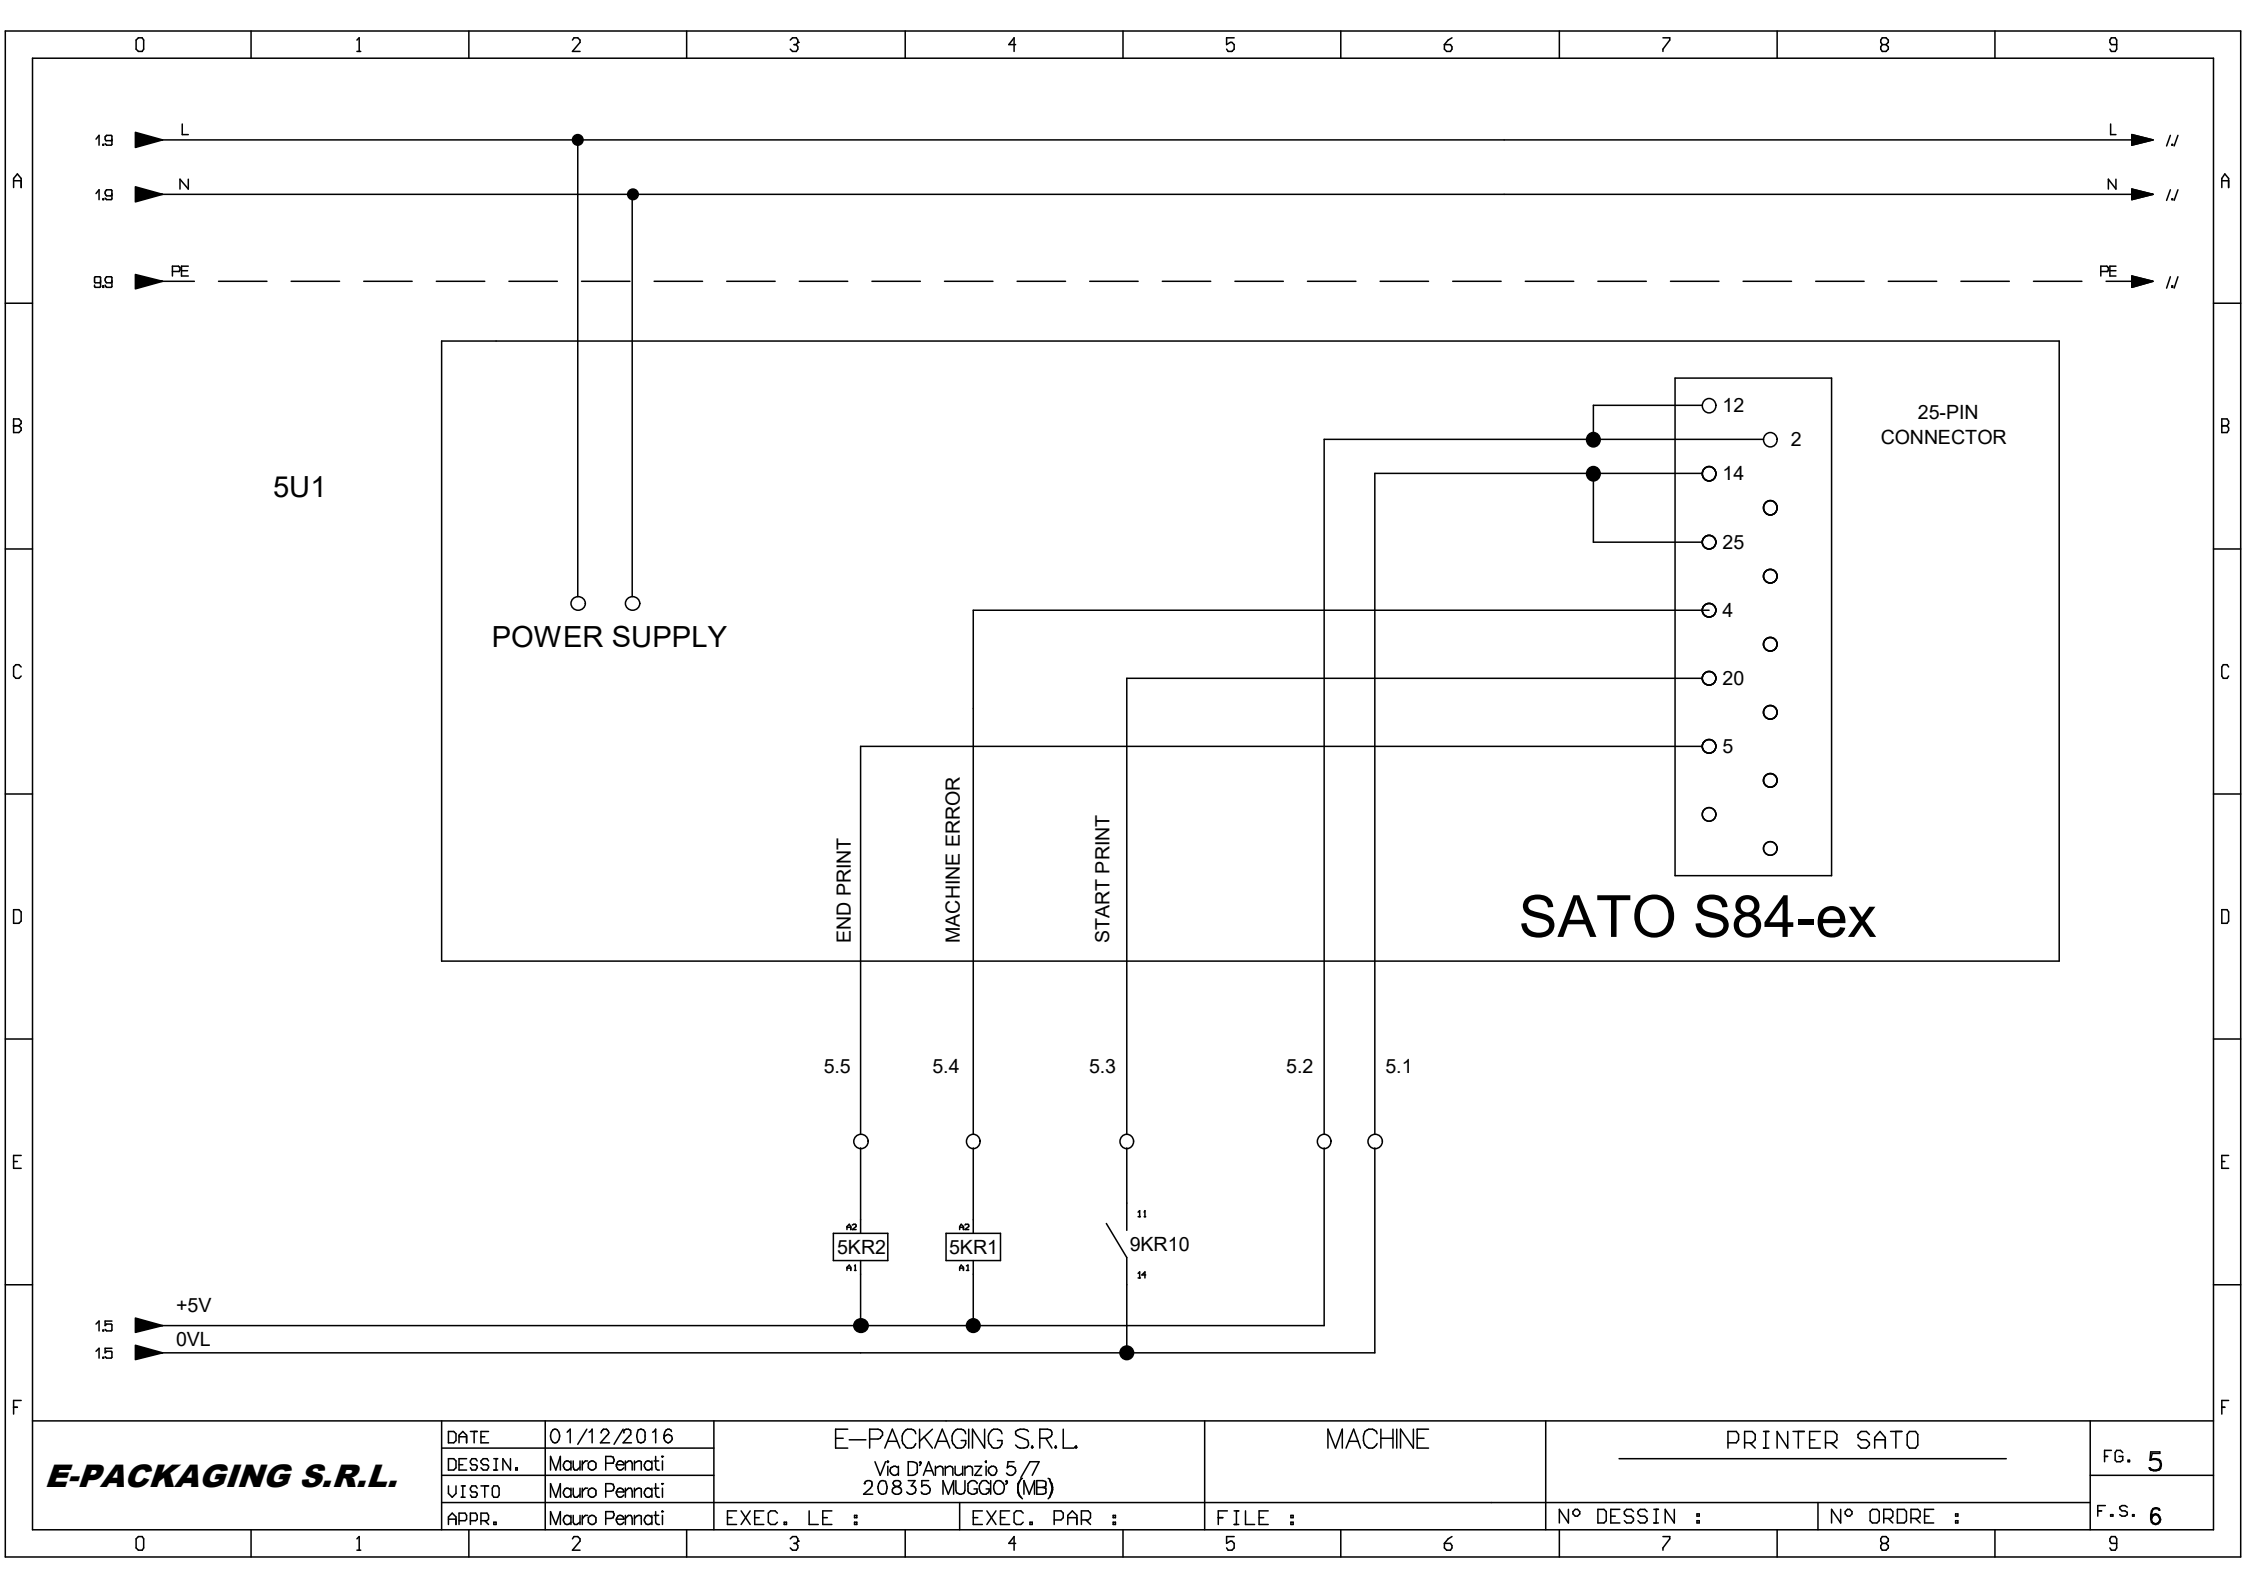 0 1 2 3 4 5 6 7 8 9
1.9 L L /./
A A
1.9 N N /./
9.9 PE PE /./
12
25-PIN
CONNECTOR
B B
2
14
5U1
25
4
POWER SUPPLY
C C
20
5
END PRINT
MACHINE ERROR
START PRINT
SATO S84-ex
D D
5.5 5.4 5.3 5.2 5.1
E E
A2 A2 11
5KR2 5KR1 9KR10
A1 A1 14
+5V
1.5
0VL
1.5
F F
E-PACKAGING S.R.L.
DATE 01/12/2016
DESSIN. Mauro Pennati
VISTO Mauro Pennati
APPR. Mauro Pennati
E-PACKAGING S.R.L.
Via D'Annunzio 5/7
20835 MUGGIO' (MB)
EXEC. LE : EXEC. PAR :
MACHINE
FILE :
PRINTER SATO
N° DESSIN : N° ORDRE :
FG. 5
F.S. 6
0 1 2 3 4 5 6 7 8 9